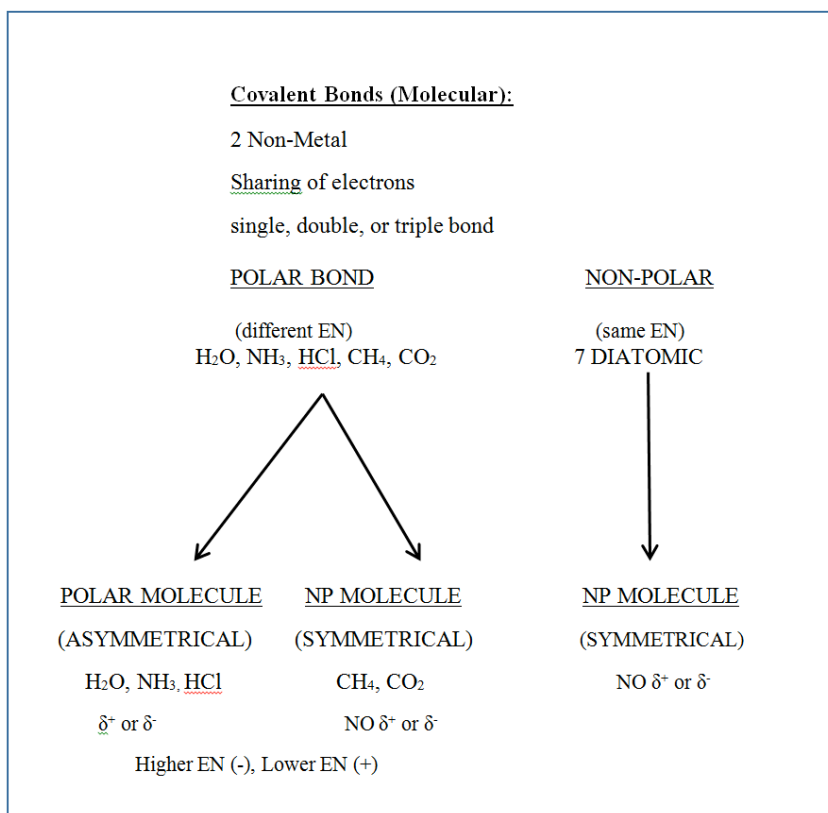 Covalent Bonds (Molecular):
2 Non-Metal
Sharing of electrons
single, double, or triple bond
POLAR BOND NON-POLAR
(different EN) (same EN)
H₂O, NH₃, HCl, CH₄, CO₂ 7 DIATOMIC
POLAR MOLECULE NP MOLECULE NP MOLECULE
(ASYMMETRICAL) (SYMMETRICAL) (SYMMETRICAL)
H₂O, NH₃, HCl CH₄, CO₂ NO δ⁺ or δ⁻
δ⁺ or δ⁻ NO δ⁺ or δ⁻
Higher EN (-), Lower EN (+)